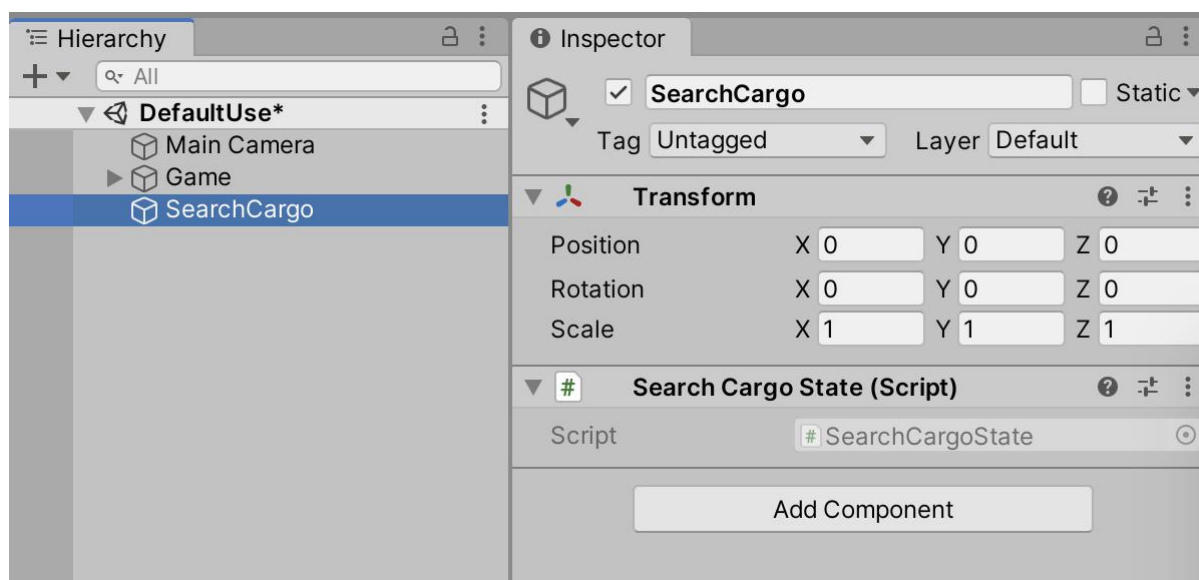 Hierarchy
All
DefaultUse*
Main Camera
Game
SearchCargo
Inspector
SearchCargo Static
Tag Untagged Layer Default
Transform
Position X 0 Y 0 Z 0
Rotation X 0 Y 0 Z 0
Scale X 1 Y 1 Z 1
# Search Cargo State (Script)
Script # SearchCargoState
Add Component